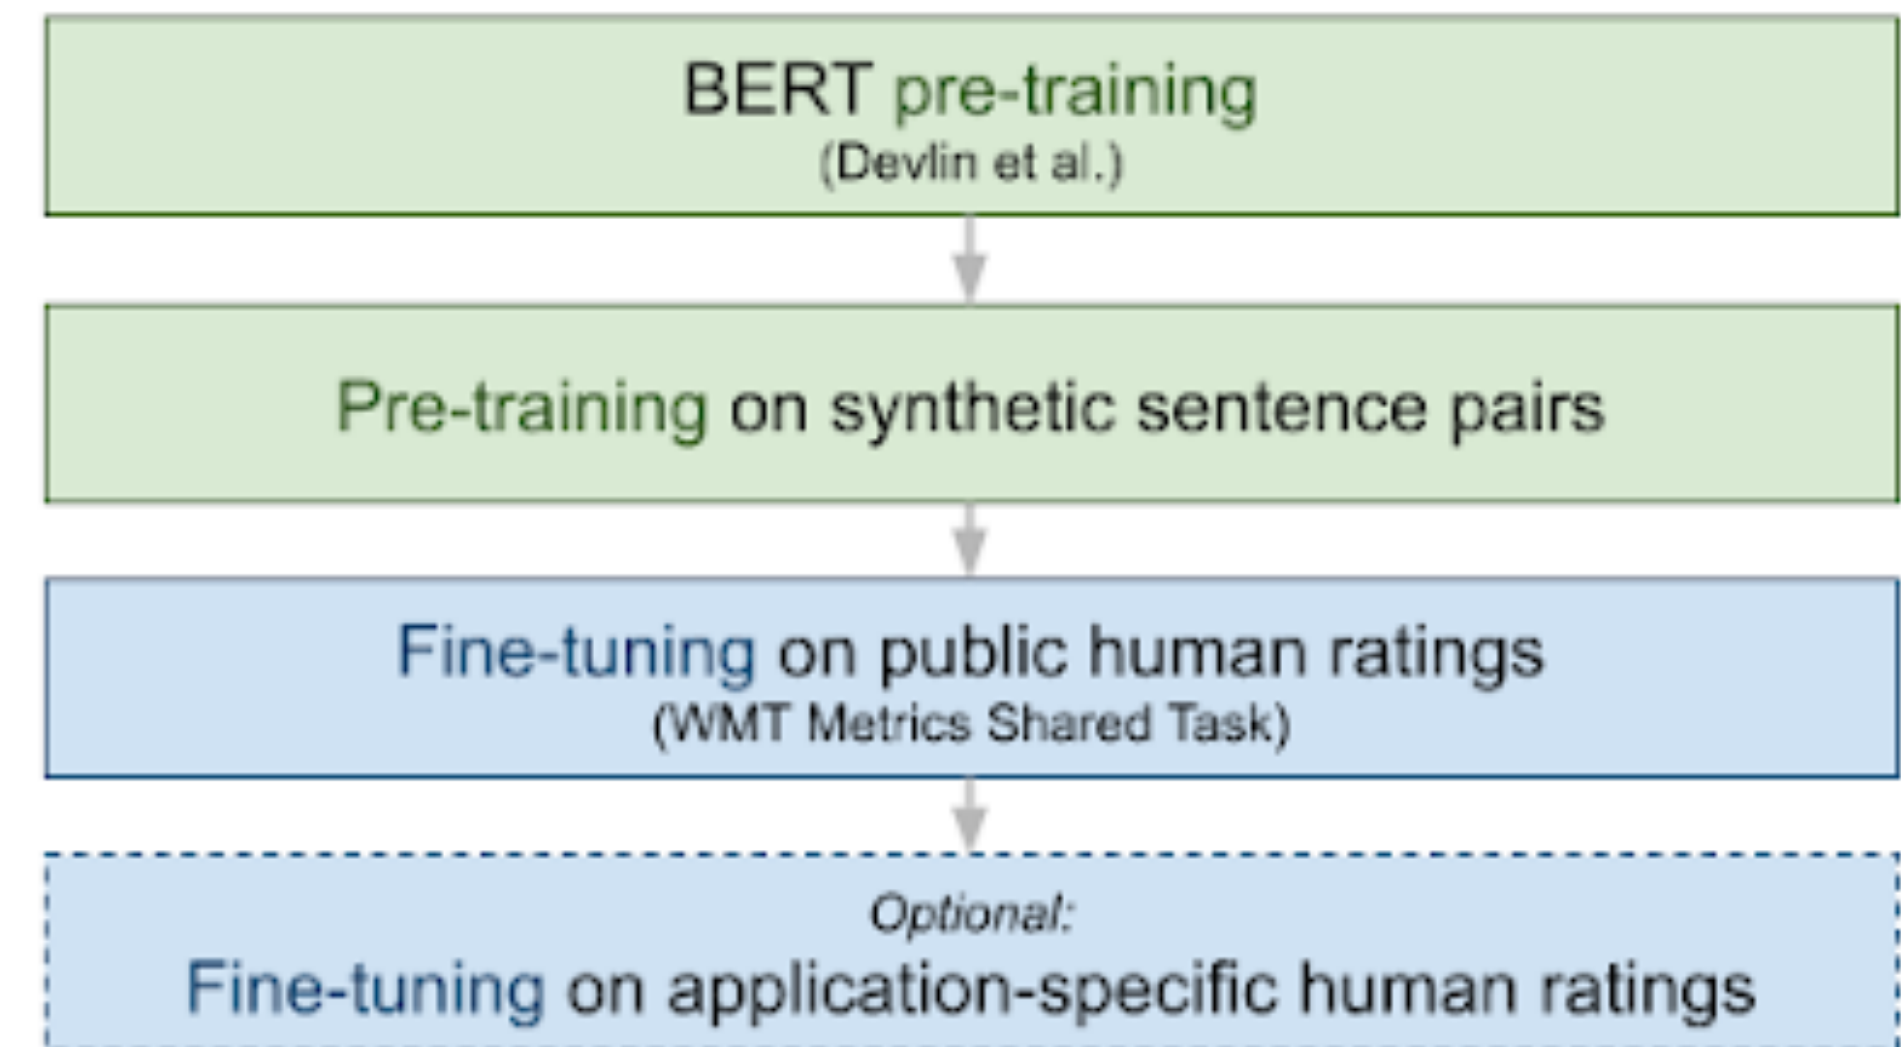 BERT pre-training
(Devlin et al.)
Pre-training on synthetic sentence pairs
Fine-tuning on public human ratings
(WMT Metrics Shared Task)
Optional:
Fine-tuning on application-specific human ratings